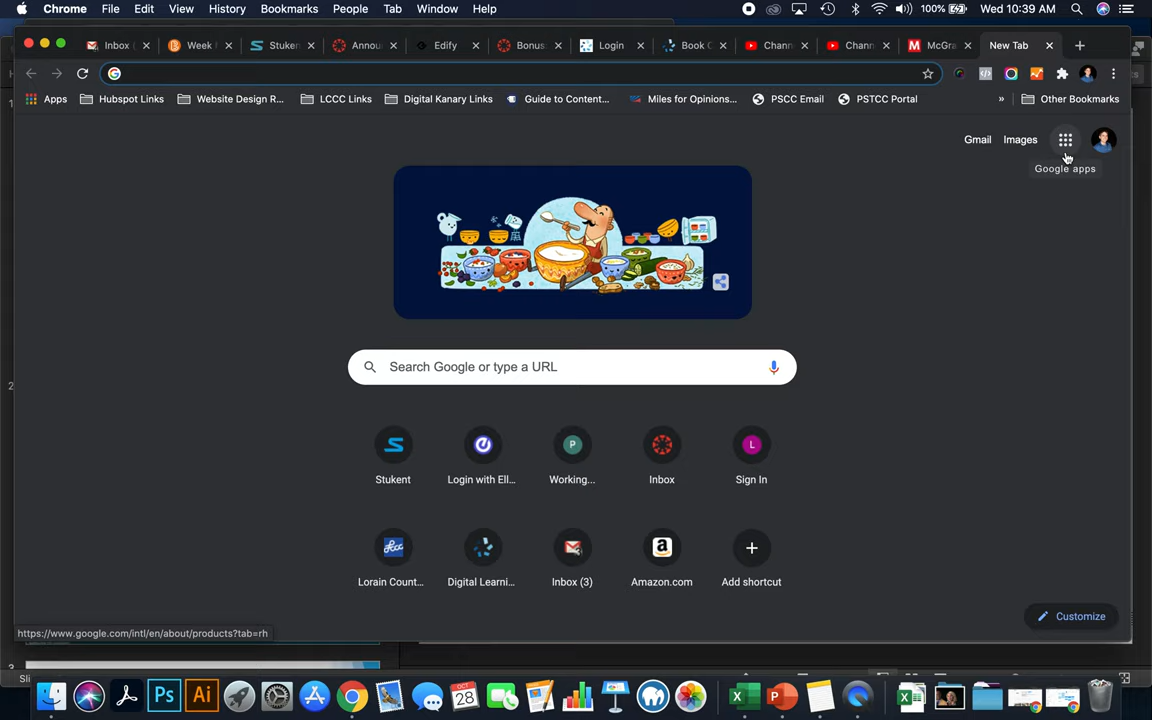 Chrome File Edit View History Bookmarks People Tab Window Help 100% Wed 10:39 AM
Inbox ( Week Stuken Annou Edify Bonus Login Book C Chann Chann McGra New Tab
Apps Hubspot Links Website Design R... LCCC Links Digital Kanary Links Guide to Content... Miles for Opinions... PSCC Email PSTCC Portal » Other Bookmarks
Gmail Images
Google apps
Search Google or type a URL
Stukent Login with Ell... Working... Inbox Sign In
Lorain Count... Digital Learni... Inbox (3) Amazon.com Add shortcut
Customize
https://www.google.com/intl/en/about/products?tab=rh